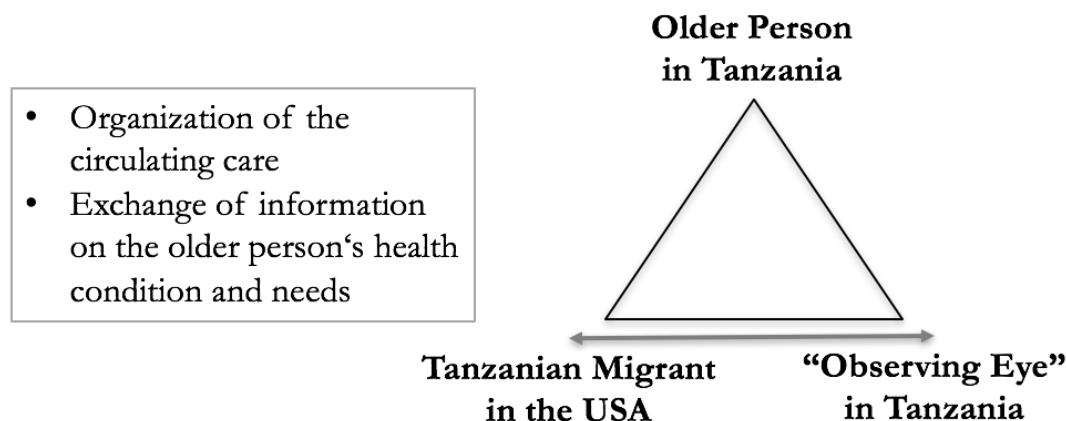 Older Person
in Tanzania
• Organization of the
circulating care
• Exchange of information
on the older person‘s health
condition and needs
Tanzanian Migrant
in the USA
“Observing Eye”
in Tanzania